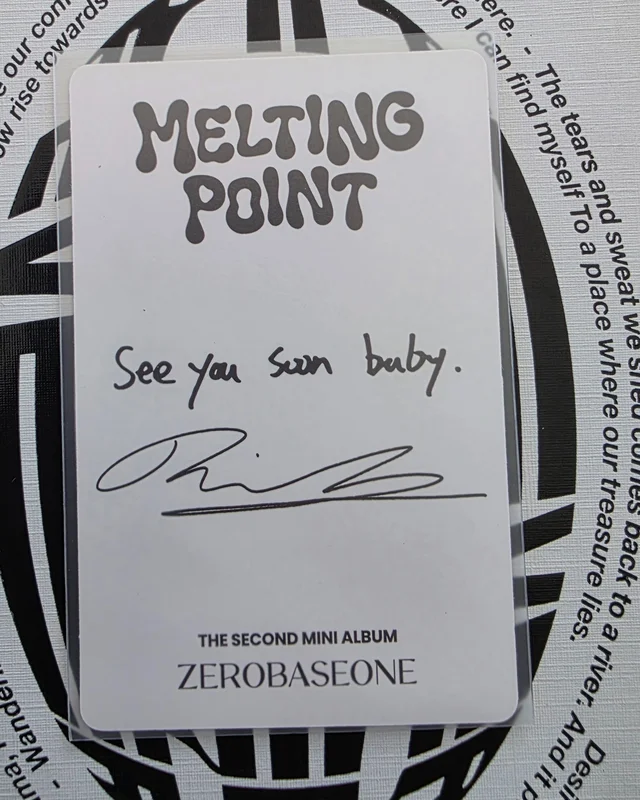 MELTING
POINT
See you soon baby.
THE SECOND MINI ALBUM
ZEROBASEONE
ere. - The tears and sweat we shed comes back to a river. And it
re I can find myself To a place where our treasure lies.
our com
w rise towards
Desi
- Wander